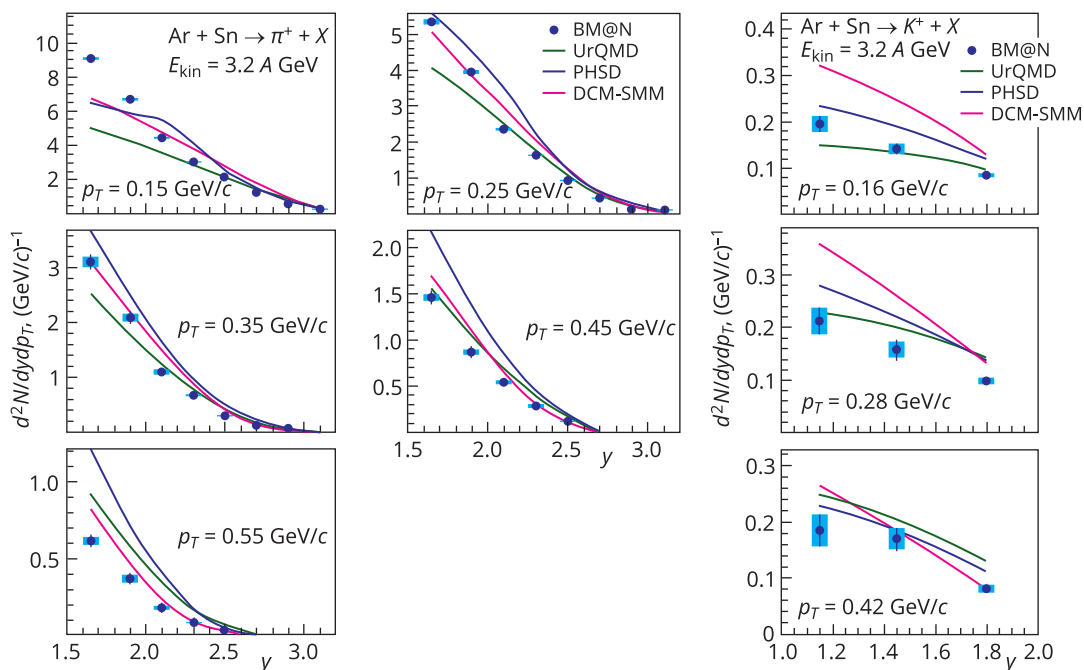 Ar + Sn → π⁺ + X
E_kin = 3.2 A GeV
10
8
6
4
2
p_T = 0.15 GeV/c
BM@N
UrQMD
PHSD
DCM-SMM
5
4
3
2
1
p_T = 0.25 GeV/c
Ar + Sn → K⁺ + X
E_kin = 3.2 A GeV
BM@N
UrQMD
PHSD
DCM-SMM
0.4
0.3
0.2
0.1
0
p_T = 0.16 GeV/c
d²N/dydp_T, (GeV/c)⁻¹
3
2
1
p_T = 0.35 GeV/c
2.0
1.5
1.0
0.5
p_T = 0.45 GeV/c
1.5 2.0 y 3.0
d²N/dydp_T, (GeV/c)⁻¹
0.3
0.2
0.1
p_T = 0.28 GeV/c
1.0
0.5
p_T = 0.55 GeV/c
1.5 2.0 y 3.0
0.3
0.2
0.1
0
p_T = 0.42 GeV/c
1.0 1.2 1.4 1.6 1.8 y 2.0